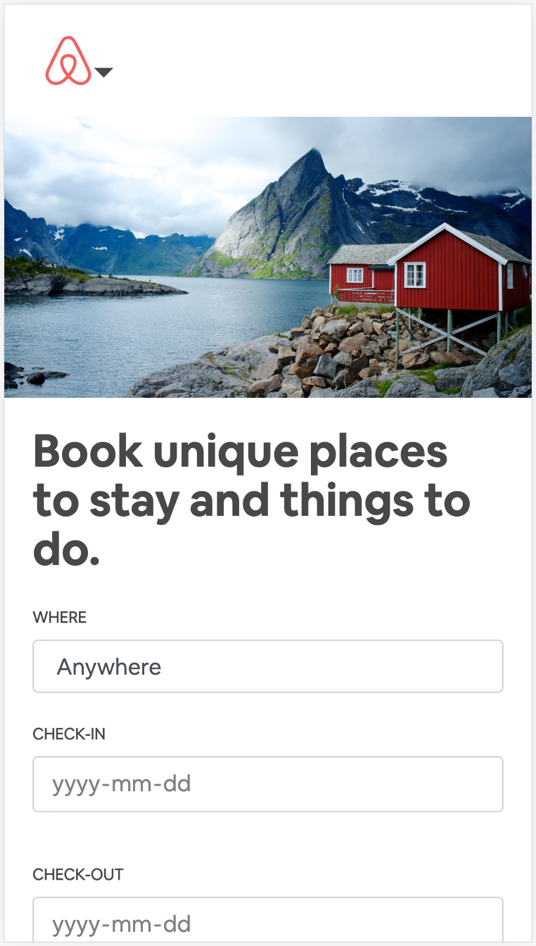 Book unique places
to stay and things to
do.
WHERE
Anywhere
CHECK-IN
yyyy-mm-dd
CHECK-OUT
yyyy-mm-dd